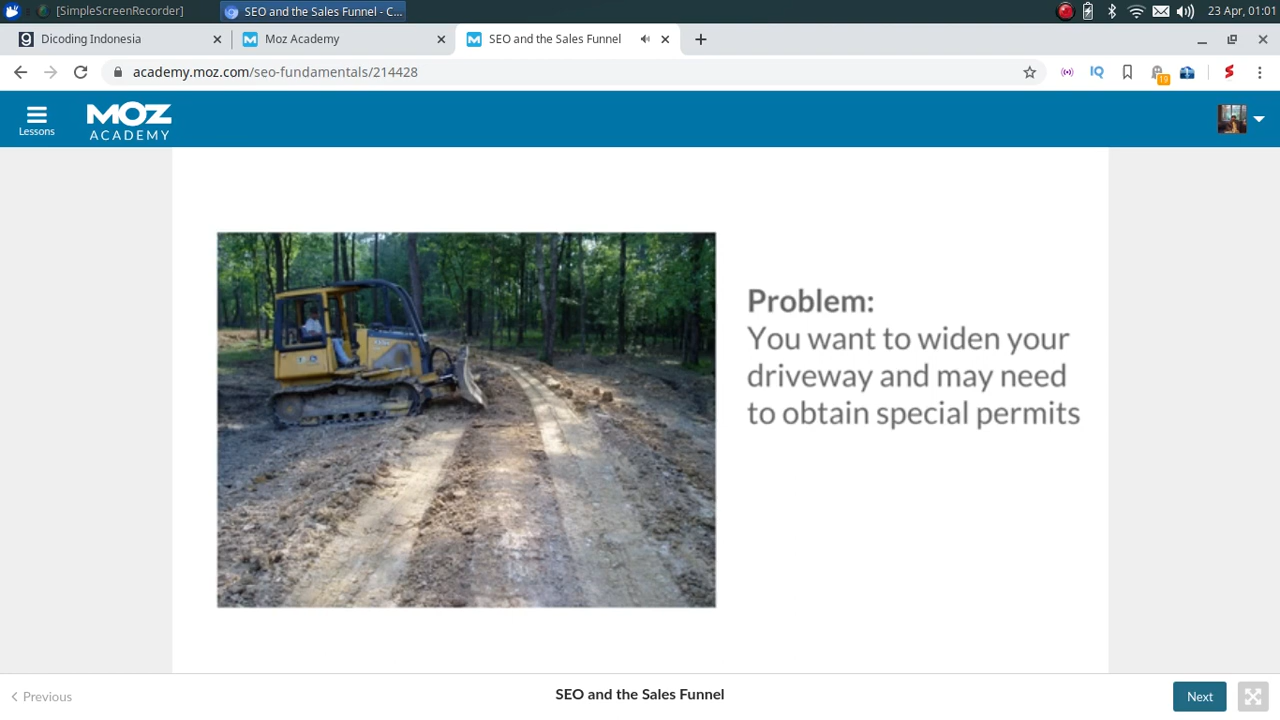 [SimpleScreenRecorder]
SEO and the Sales Funnel - C...
23 Apr, 01:01
Dicoding Indonesia
Moz Academy
SEO and the Sales Funnel
academy.moz.com/seo-fundamentals/214428
IQ
19
Lessons
MOZ
ACADEMY
Problem:
You want to widen your
driveway and may need
to obtain special permits
Previous
SEO and the Sales Funnel
Next